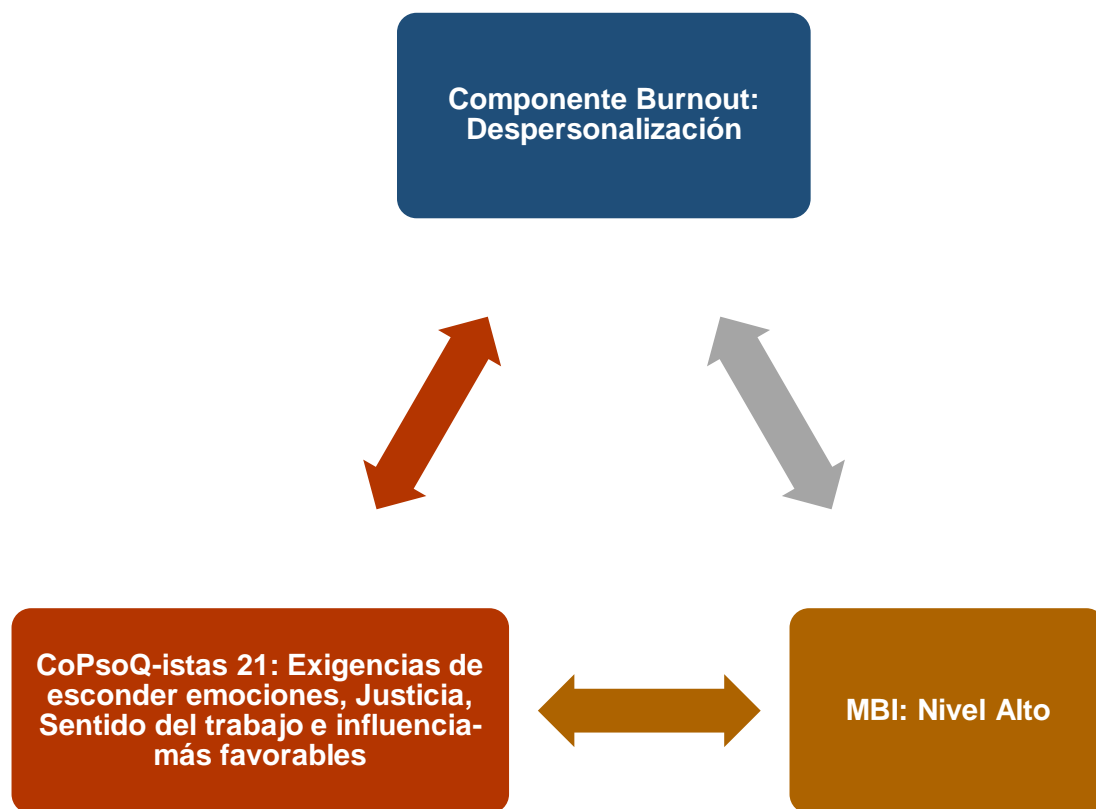 Componente Burnout:
Despersonalización
CoPsoQ-istas 21: Exigencias de
esconder emociones, Justicia,
Sentido del trabajo e influencia-
más favorables
MBI: Nivel Alto